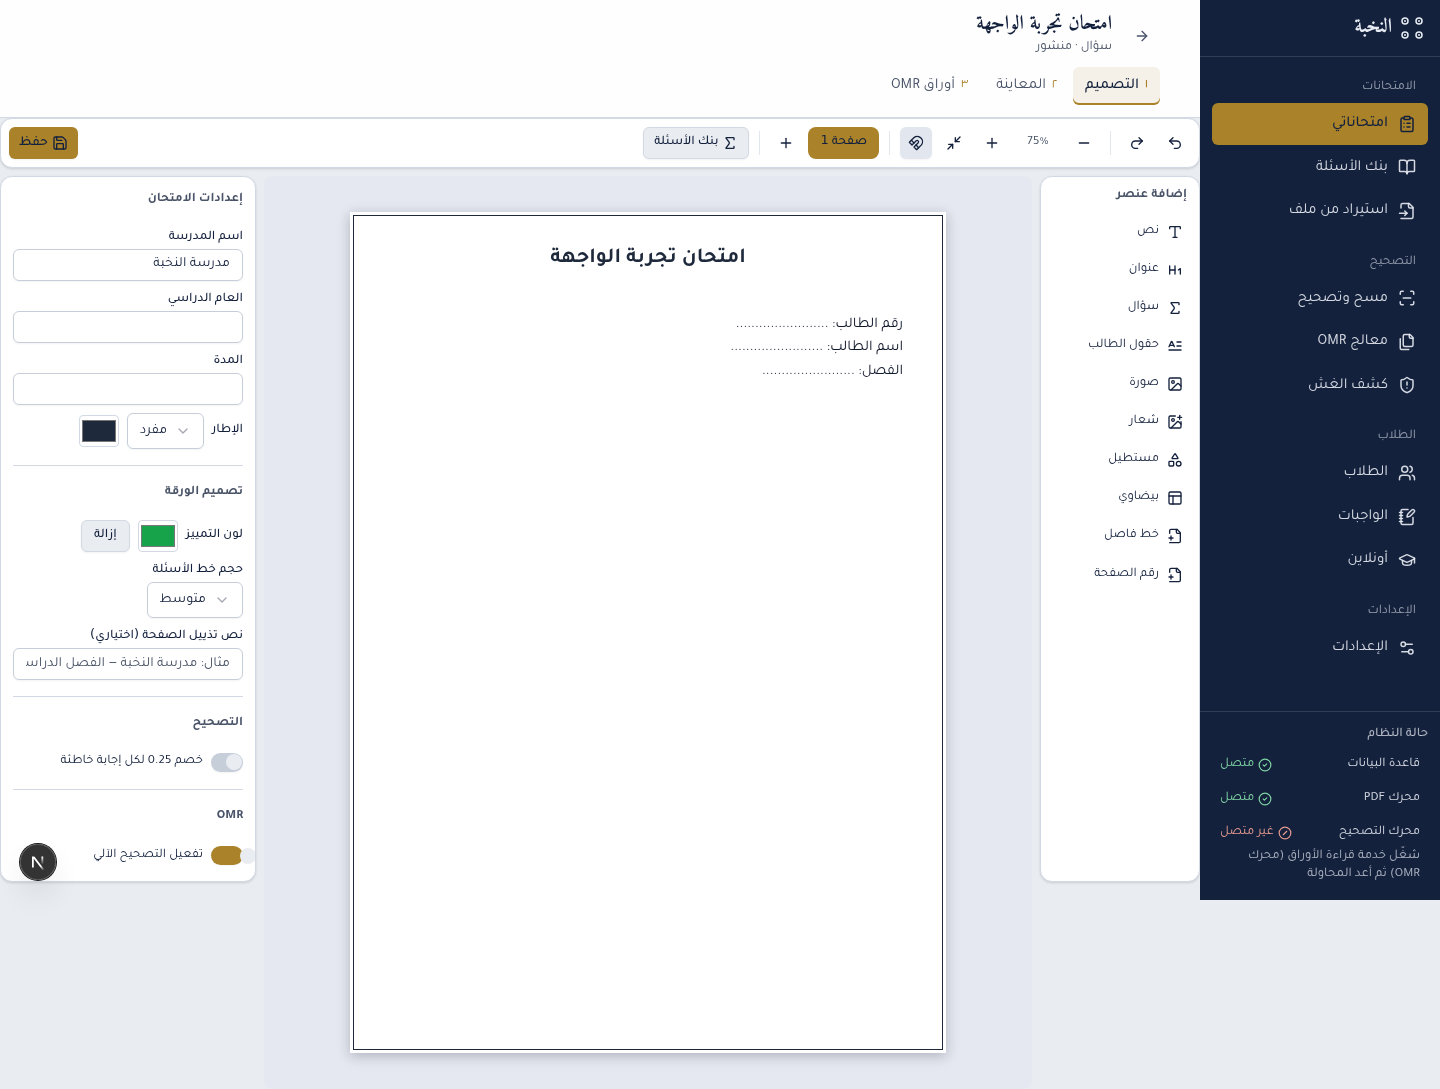 النخبة
الامتحانات
امتحاناتي
بنك الأسئلة
استيراد من ملف
التصحيح
مسح وتصحيح
معالج OMR
كشف الغش
الطلاب
الطلاب
الواجبات
أونلاين
الإعدادات
الإعدادات
حالة النظام
قاعدة البيانات متصل
محرك PDF متصل
محرك التصحيح غير متصل
شغّل خدمة قراءة الأوراق (محرك
OMR) ثم أعد المحاولة
امتحان تجربة الواجهة
سؤال · منشور
١ التصميم ٢ المعاينة ٣ أوراق OMR
75% صفحة 1 بنك الأسئلة حفظ
إضافة عنصر
نص
عنوان
سؤال
حقول الطالب
صورة
شعار
مستطيل
بيضاوي
خط فاصل
رقم الصفحة
امتحان تجربة الواجهة
رقم الطالب: ........................
اسم الطالب: ........................
الفصل: ........................
إعدادات الامتحان
اسم المدرسة
مدرسة النخبة
العام الدراسي
المدة
الإطار مفرد
تصميم الورقة
لون التمييز إزالة
حجم خط الأسئلة
متوسط
نص تذييل الصفحة (اختياري)
مثال: مدرسة النخبة – الفصل الدراس
التصحيح
خصم 0.25 لكل إجابة خاطئة
OMR
تفعيل التصحيح الآلي
N